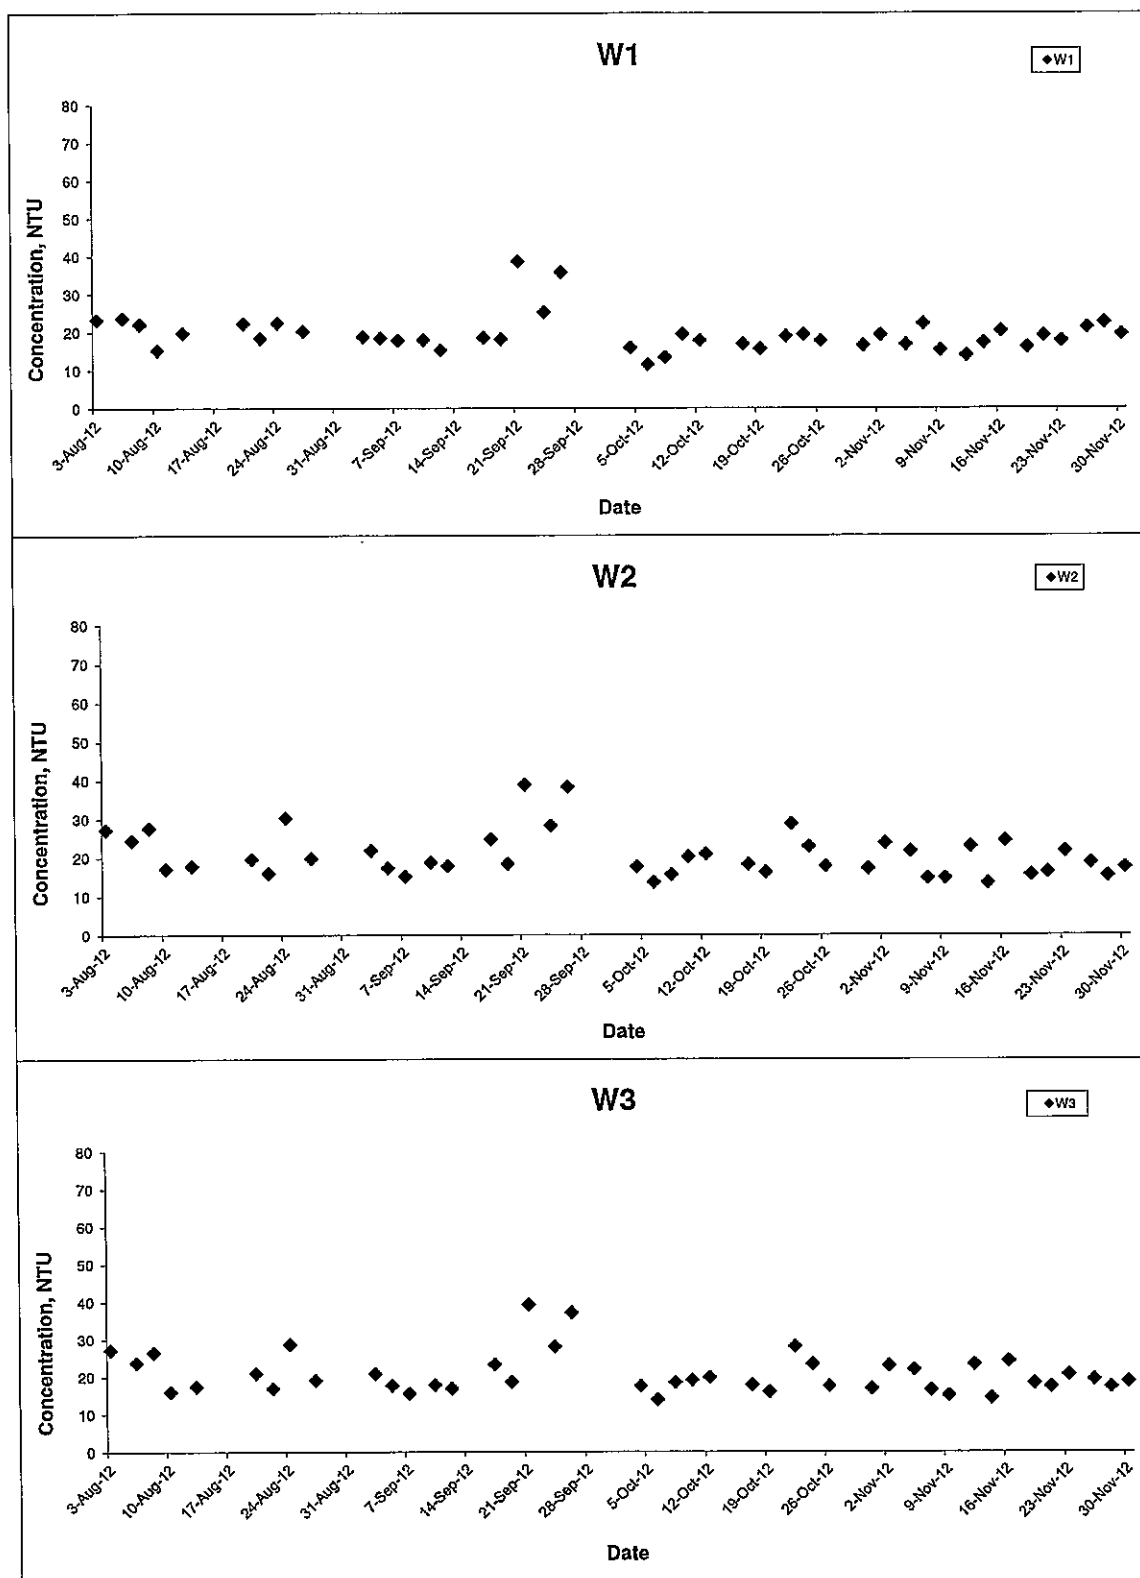 W1
◆W1
80
70
60
50
40
30
20
10
0
Concentration, NTU
3-Aug-12
10-Aug-12
17-Aug-12
24-Aug-12
31-Aug-12
7-Sep-12
14-Sep-12
21-Sep-12
28-Sep-12
5-Oct-12
12-Oct-12
19-Oct-12
26-Oct-12
2-Nov-12
9-Nov-12
16-Nov-12
23-Nov-12
30-Nov-12
Date
W2
◆W2
80
70
60
50
40
30
20
10
0
Concentration, NTU
3-Aug-12
10-Aug-12
17-Aug-12
24-Aug-12
31-Aug-12
7-Sep-12
14-Sep-12
21-Sep-12
28-Sep-12
5-Oct-12
12-Oct-12
19-Oct-12
26-Oct-12
2-Nov-12
9-Nov-12
16-Nov-12
23-Nov-12
30-Nov-12
Date
W3
◆W3
80
70
60
50
40
30
20
10
0
Concentration, NTU
3-Aug-12
10-Aug-12
17-Aug-12
24-Aug-12
31-Aug-12
7-Sep-12
14-Sep-12
21-Sep-12
28-Sep-12
5-Oct-12
12-Oct-12
19-Oct-12
26-Oct-12
2-Nov-12
9-Nov-12
16-Nov-12
23-Nov-12
30-Nov-12
Date